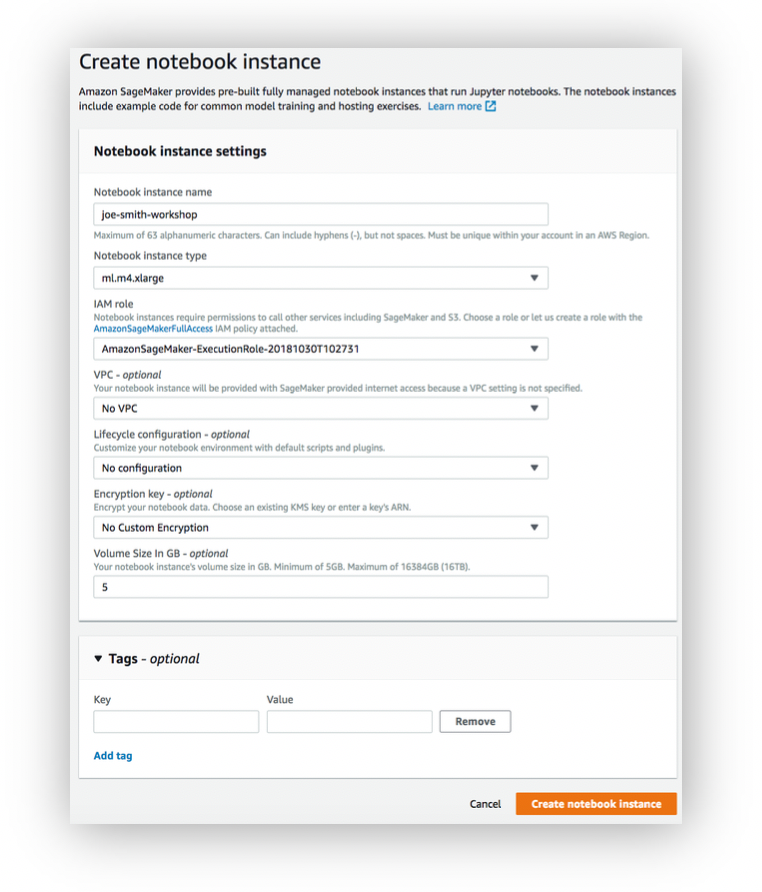 Create notebook instance
Amazon SageMaker provides pre-built fully managed notebook instances that run Jupyter notebooks. The notebook instances
include example code for common model training and hosting exercises. Learn more
Notebook instance settings
Notebook instance name
joe-smith-workshop
Maximum of 63 alphanumeric characters. Can include hyphens (-), but not spaces. Must be unique within your account in an AWS Region.
Notebook instance type
ml.m4.xlarge
IAM role
Notebook instances require permissions to call other services including SageMaker and S3. Choose a role or let us create a role with the
AmazonSageMakerFullAccess IAM policy attached.
AmazonSageMaker-ExecutionRole-20181030T102731
VPC - optional
Your notebook instance will be provided with SageMaker provided internet access because a VPC setting is not specified.
No VPC
Lifecycle configuration - optional
Customize your notebook environment with default scripts and plugins.
No configuration
Encryption key - optional
Encrypt your notebook data. Choose an existing KMS key or enter a key's ARN.
No Custom Encryption
Volume Size In GB - optional
Your notebook instance's volume size in GB. Minimum of 5GB. Maximum of 16384GB (16TB).
5
Tags - optional
Key Value
Remove
Add tag
Cancel Create notebook instance